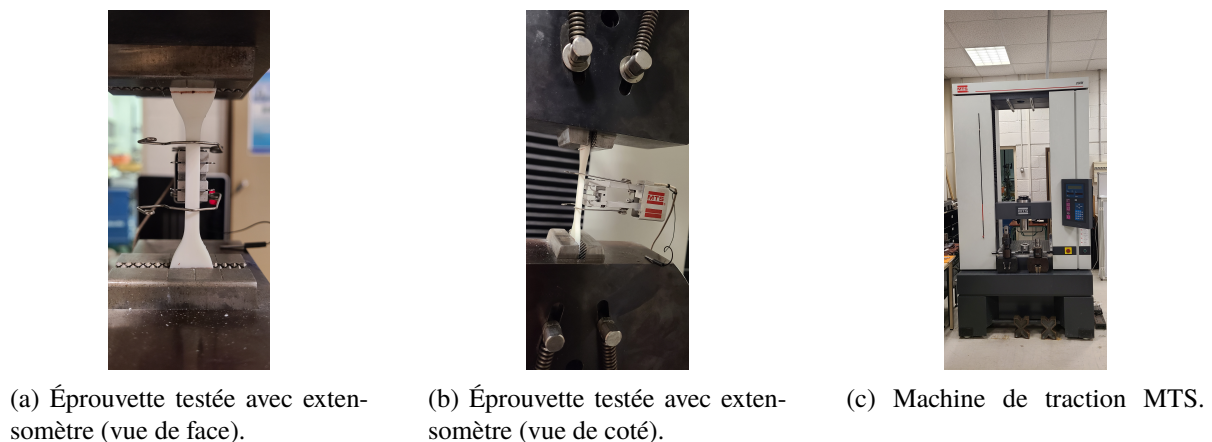 MTS
(a) Éprouvette testée avec exten-
somètre (vue de face).
(b) Éprouvette testée avec exten-
somètre (vue de coté).
(c) Machine de traction MTS.